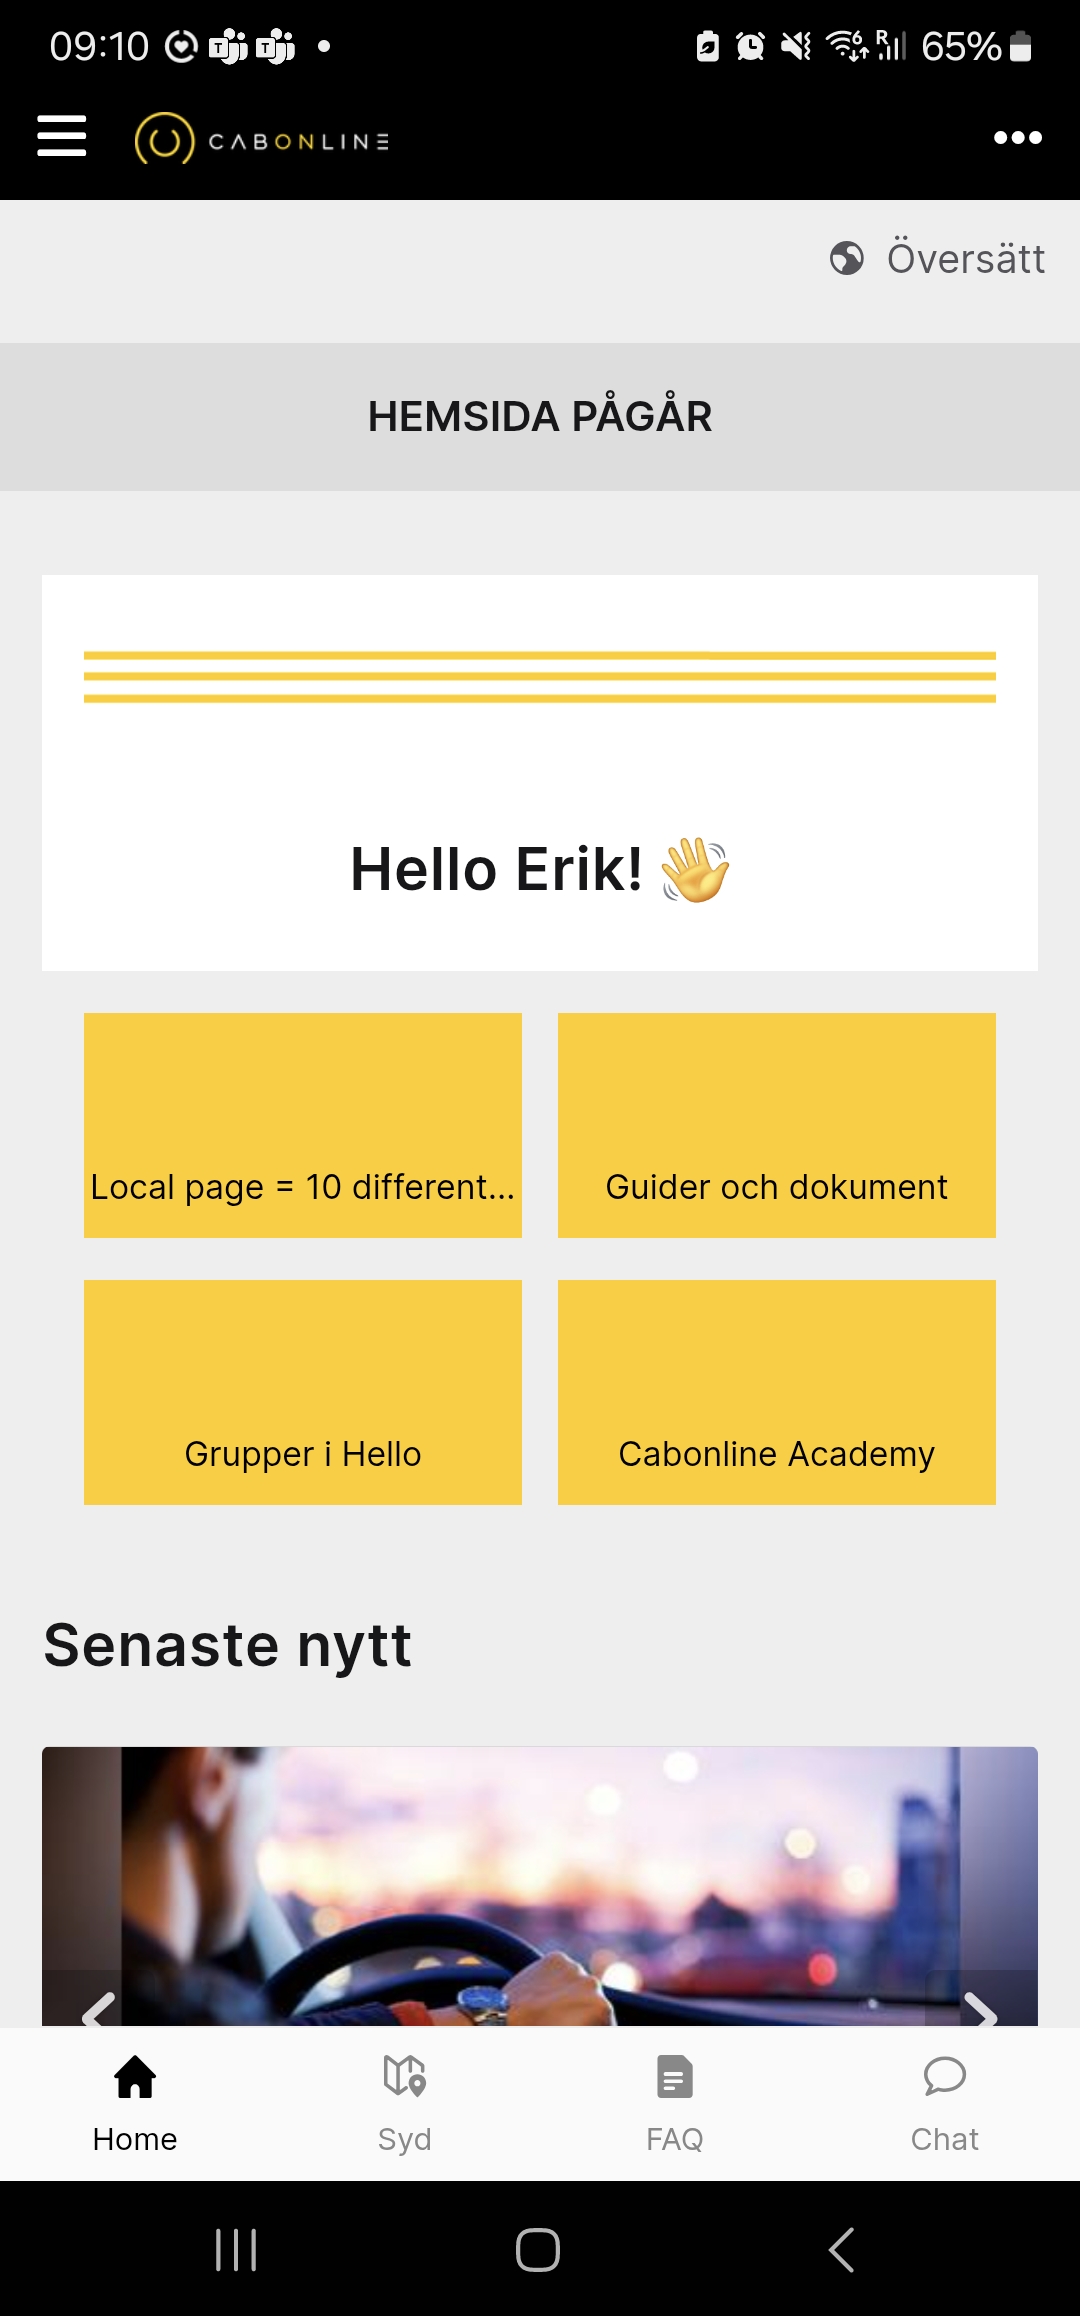 09:10
65%
CABONLINE
Översätt
HEMSIDA PÅGÅR
Hello Erik! 👋
Local page = 10 different...
Guider och dokument
Grupper i Hello
Cabonline Academy
Senaste nytt
Home
Syd
FAQ
Chat